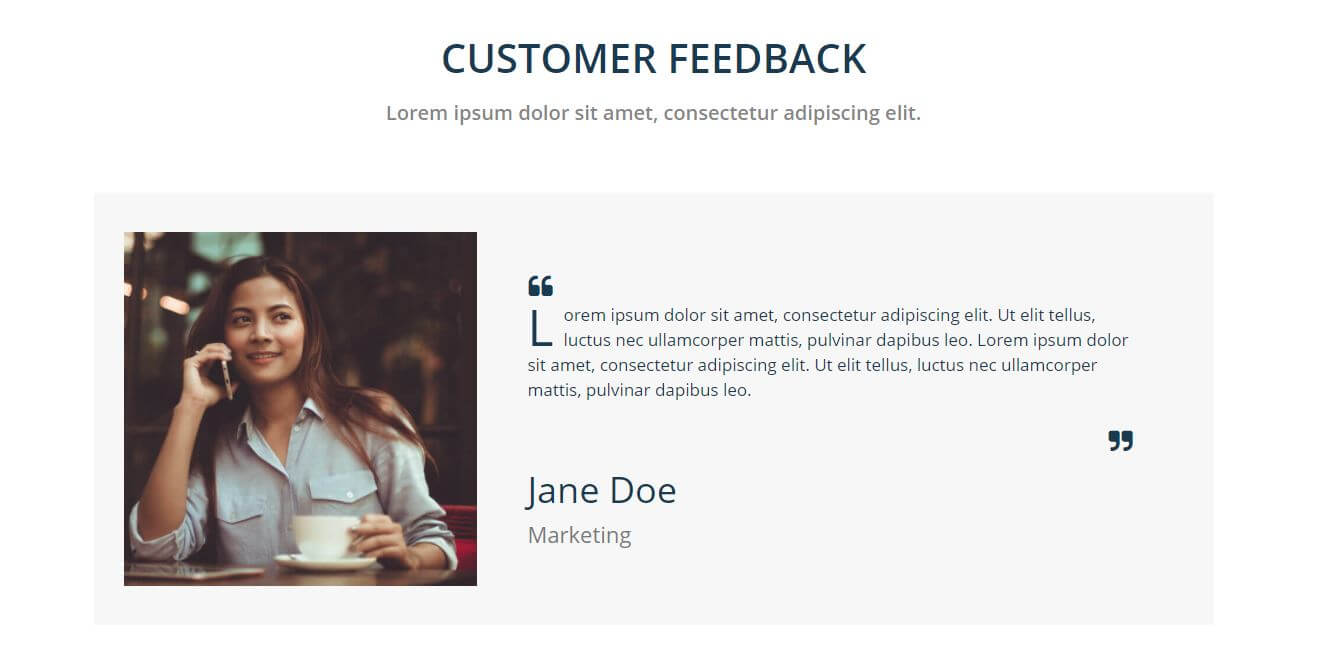 CUSTOMER FEEDBACK
Lorem ipsum dolor sit amet, consectetur adipiscing elit.
“
Lorem ipsum dolor sit amet, consectetur adipiscing elit. Ut elit tellus,
luctus nec ullamcorper mattis, pulvinar dapibus leo. Lorem ipsum dolor
sit amet, consectetur adipiscing elit. Ut elit tellus, luctus nec ullamcorper
mattis, pulvinar dapibus leo.
”
Jane Doe
Marketing